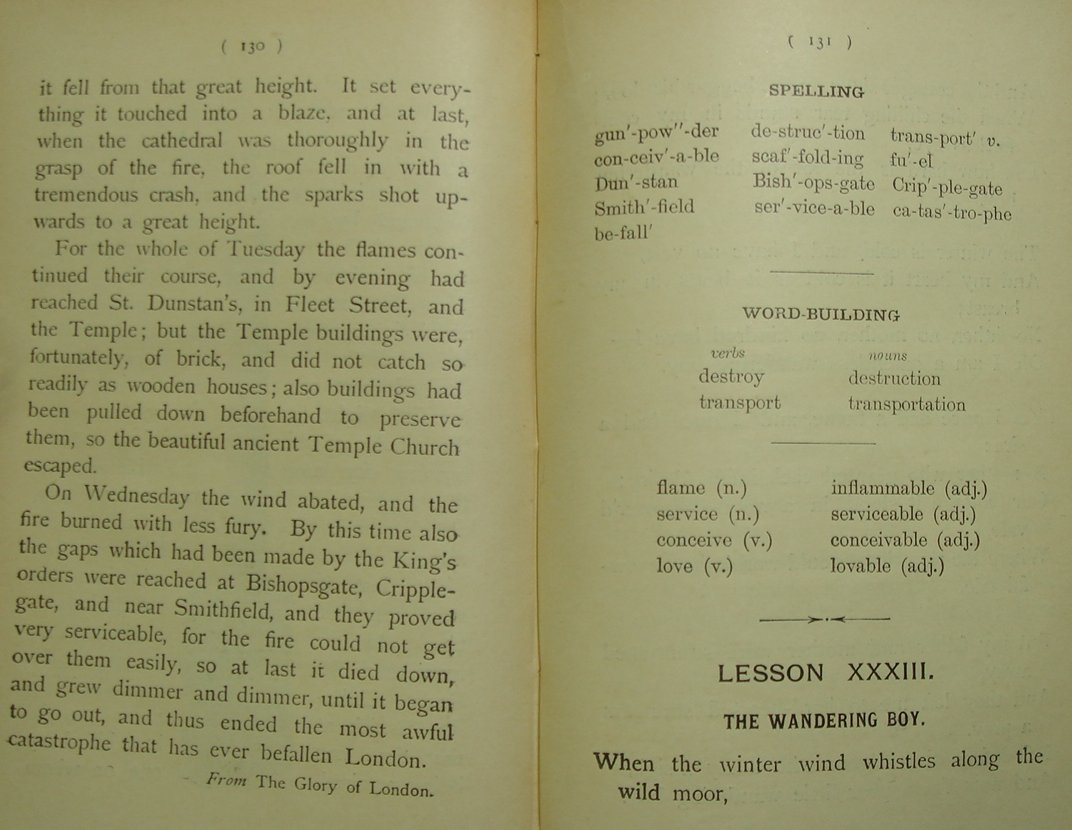 ( 130 )
it fell from that great height. It set every-
thing it touched into a blaze, and at last,
when the cathedral was thoroughly in the
grasp of the fire, the roof fell in with a
tremendous crash, and the sparks shot up-
wards to a great height.
For the whole of Tuesday the flames con-
tinued their course, and by evening had
reached St. Dunstan's, in Fleet Street, and
the Temple; but the Temple buildings were,
fortunately, of brick, and did not catch so
readily as wooden houses; also buildings had
been pulled down beforehand to preserve
them, so the beautiful ancient Temple Church
escaped.
On Wednesday the wind abated, and the
fire burned with less fury. By this time also
the gaps which had been made by the King's
orders were reached at Bishopsgate, Cripple-
gate, and near Smithfield, and they proved
very serviceable, for the fire could not get
over them easily, so at last it died down,
and grew dimmer and dimmer, until it began
to go out, and thus ended the most awful
catastrophe that has ever befallen London.
From The Glory of London.
( 131 )
SPELLING
gun'-pow''-der de-struc'-tion trans-port' v.
con-ceiv'-a-ble scaf'-fold-ing fu'-el
Dun'-stan Bish'-ops-gate Crip'-ple-gate
Smith'-field ser'-vice-a-ble ca-tas'-tro-phe
be-fall'
WORD-BUILDING
verbs nouns
destroy destruction
transport transportation
flame (n.) inflammable (adj.)
service (n.) serviceable (adj.)
conceive (v.) conceivable (adj.)
love (v.) lovable (adj.)
LESSON XXXIII.
THE WANDERING BOY.
When the winter wind whistles along the
wild moor,